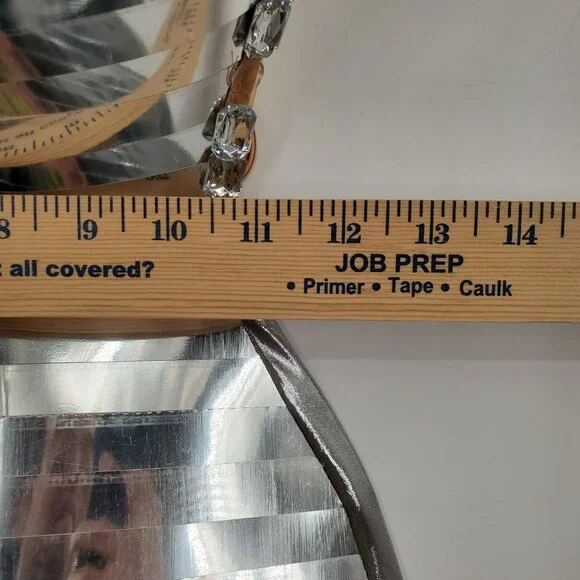 8 9 10 11 12 13 14
t all covered?
JOB PREP
• Primer • Tape • Caulk